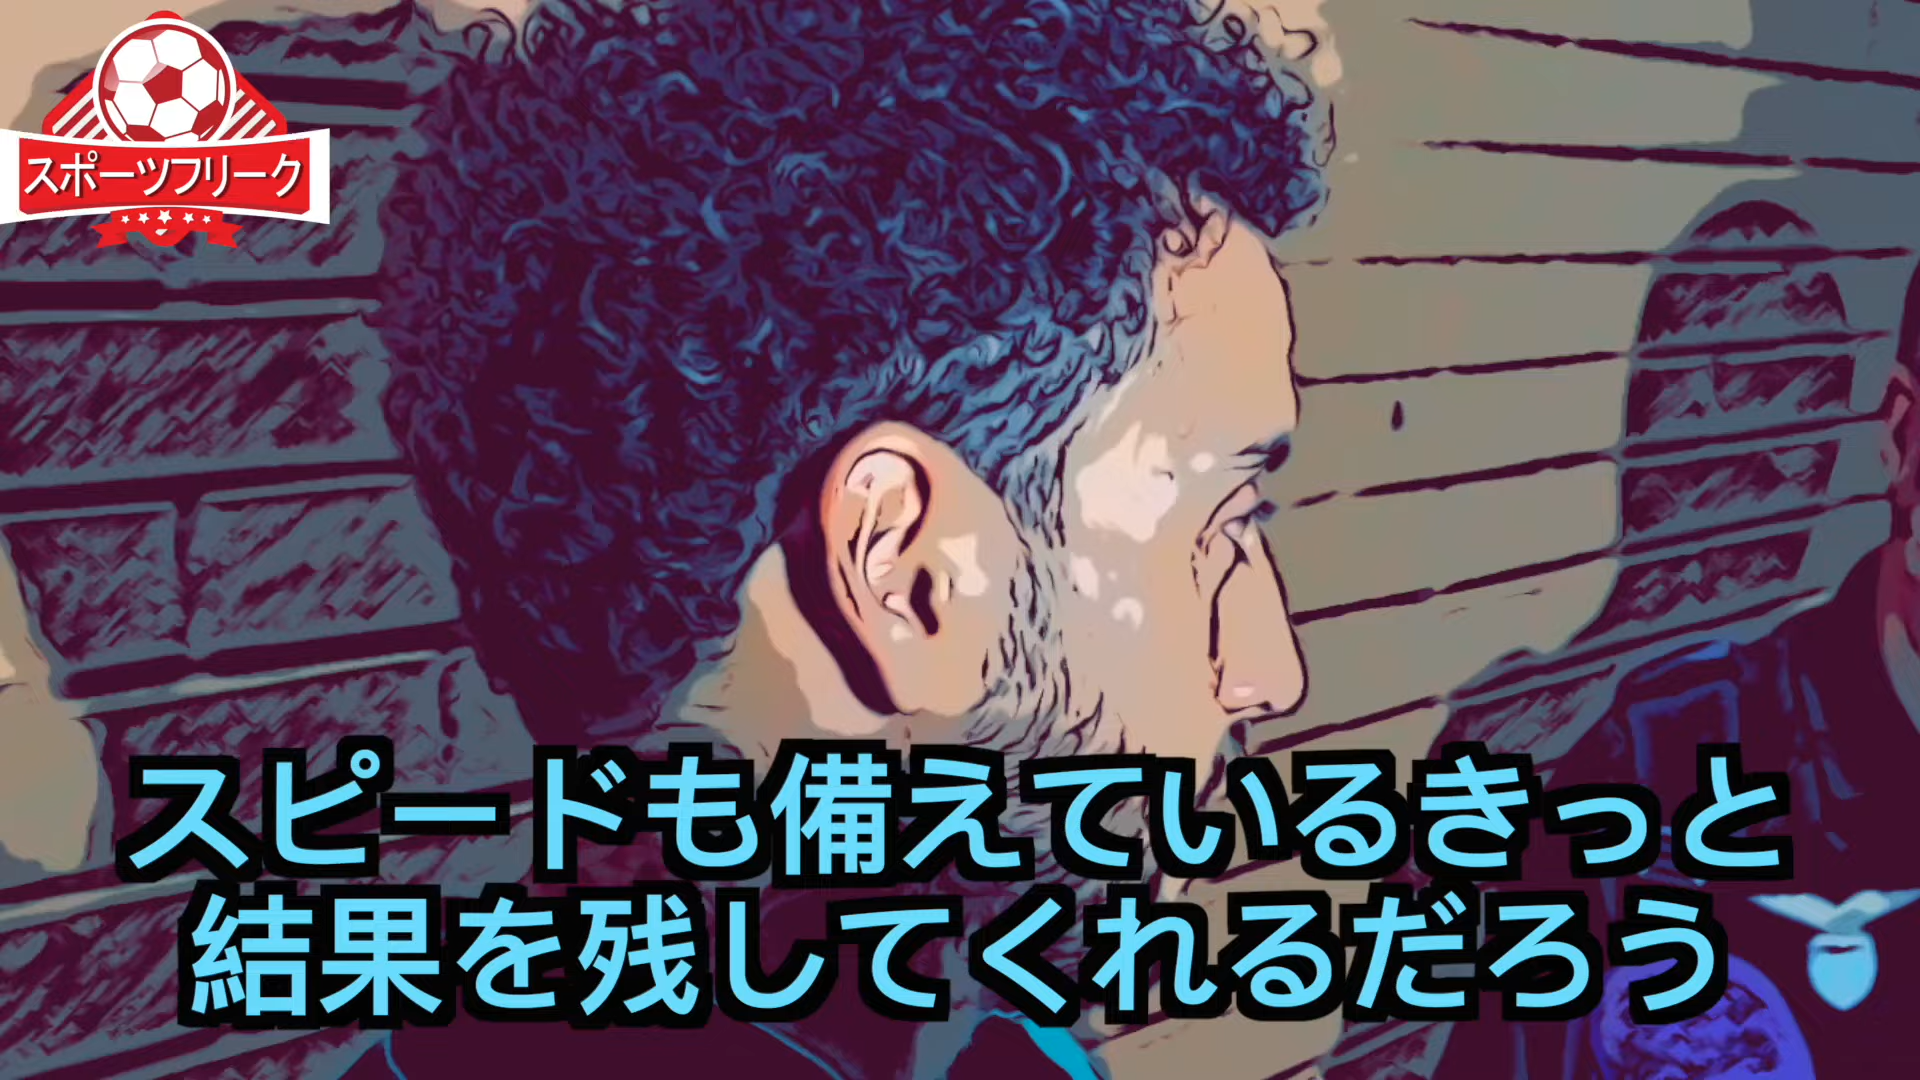 スポーツフリーク
スピードも備えているきっと
結果を残してくれるだろう